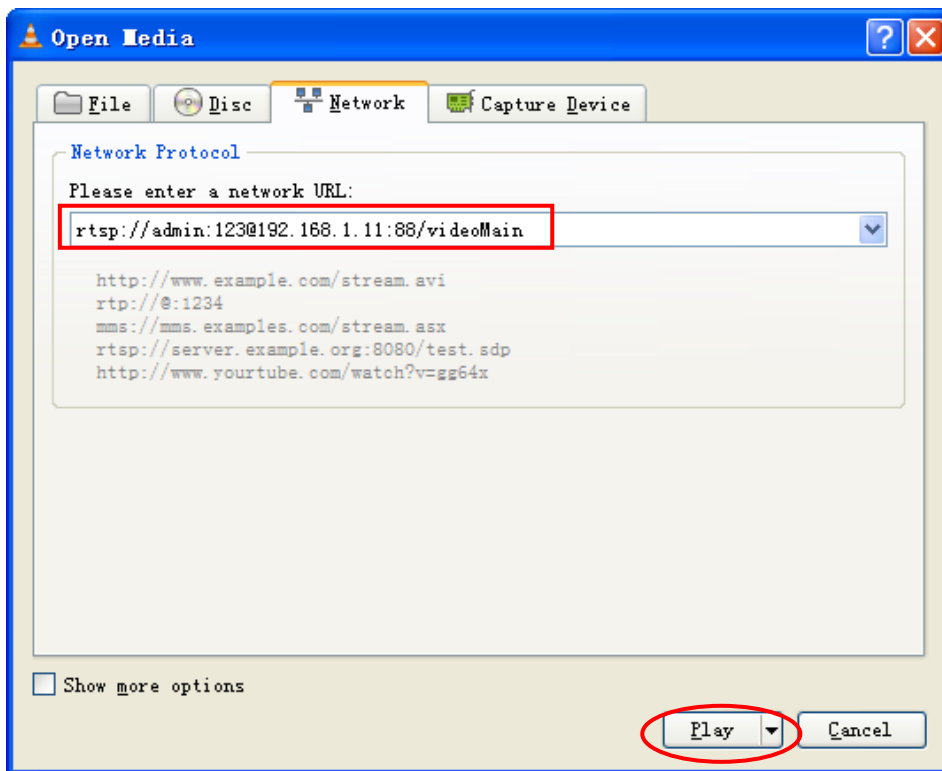 Open Media
File Disc Network Capture Device
Network Protocol
Please enter a network URL:
rtsp://admin:123@192.168.1.11:88/videoMain
http://www.example.com/stream.avi
rtp://@:1234
mms://mms.examples.com/stream.asx
rtsp://server.example.org:8080/test.sdp
http://www.yourtube.com/watch?v=gg64x
Show more options
Play Cancel